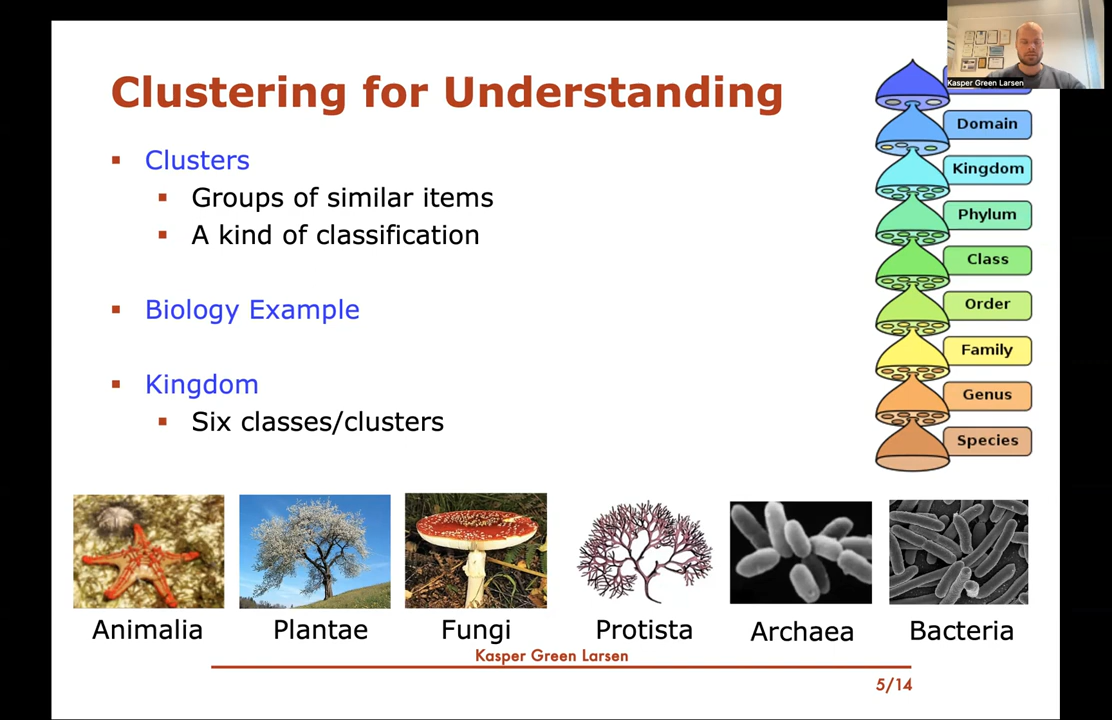 Kasper Green Larsen
Clustering for Understanding
▪ Clusters
▪ Groups of similar items
▪ A kind of classification
▪ Biology Example
▪ Kingdom
▪ Six classes/clusters
Domain
Kingdom
Phylum
Class
Order
Family
Genus
Species
Animalia
Plantae
Fungi
Protista
Archaea
Bacteria
Kasper Green Larsen
5/14